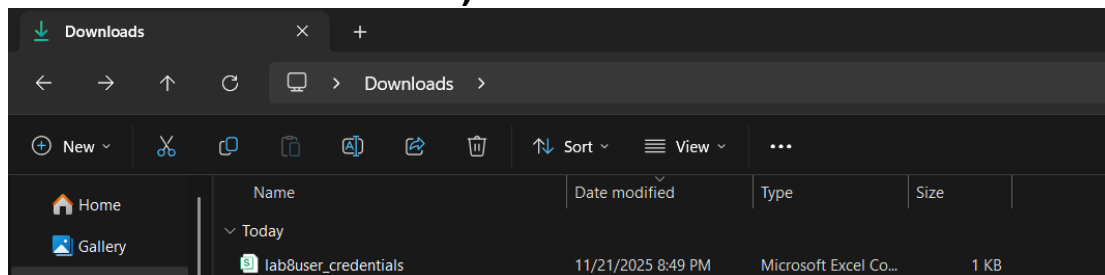 Downloads
Downloads
New Sort View
Name Date modified Type Size
Home
Today
Gallery
lab8user_credentials 11/21/2025 8:49 PM Microsoft Excel Co... 1 KB